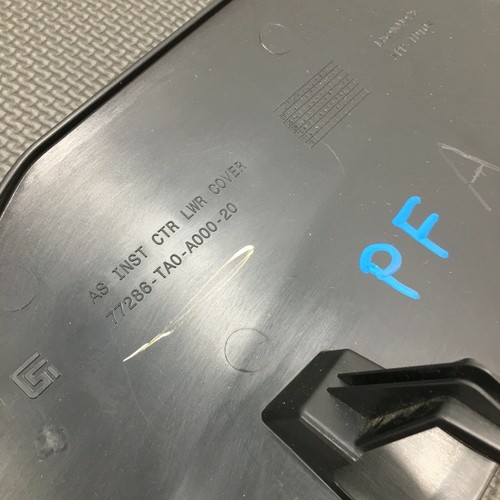 AS INST CTR LWR COVER
77286-TA0-A000-20
PF
A